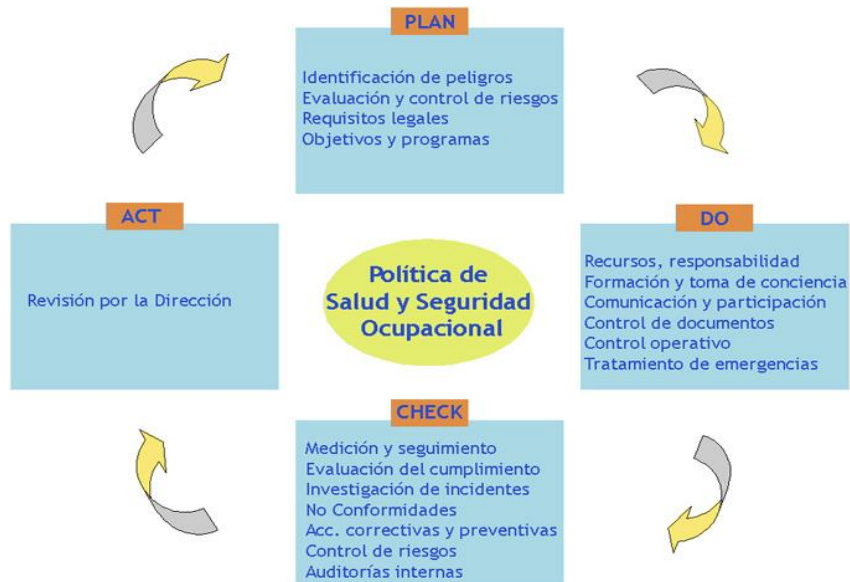 PLAN
Identificación de peligros
Evaluación y control de riesgos
Requisitos legales
Objetivos y programas
ACT
Revisión por la Dirección
Política de
Salud y Seguridad
Ocupacional
DO
Recursos, responsabilidad
Formación y toma de conciencia
Comunicación y participación
Control de documentos
Control operativo
Tratamiento de emergencias
CHECK
Medición y seguimiento
Evaluación del cumplimiento
Investigación de incidentes
No Conformidades
Acc. correctivas y preventivas
Control de riesgos
Auditorías internas